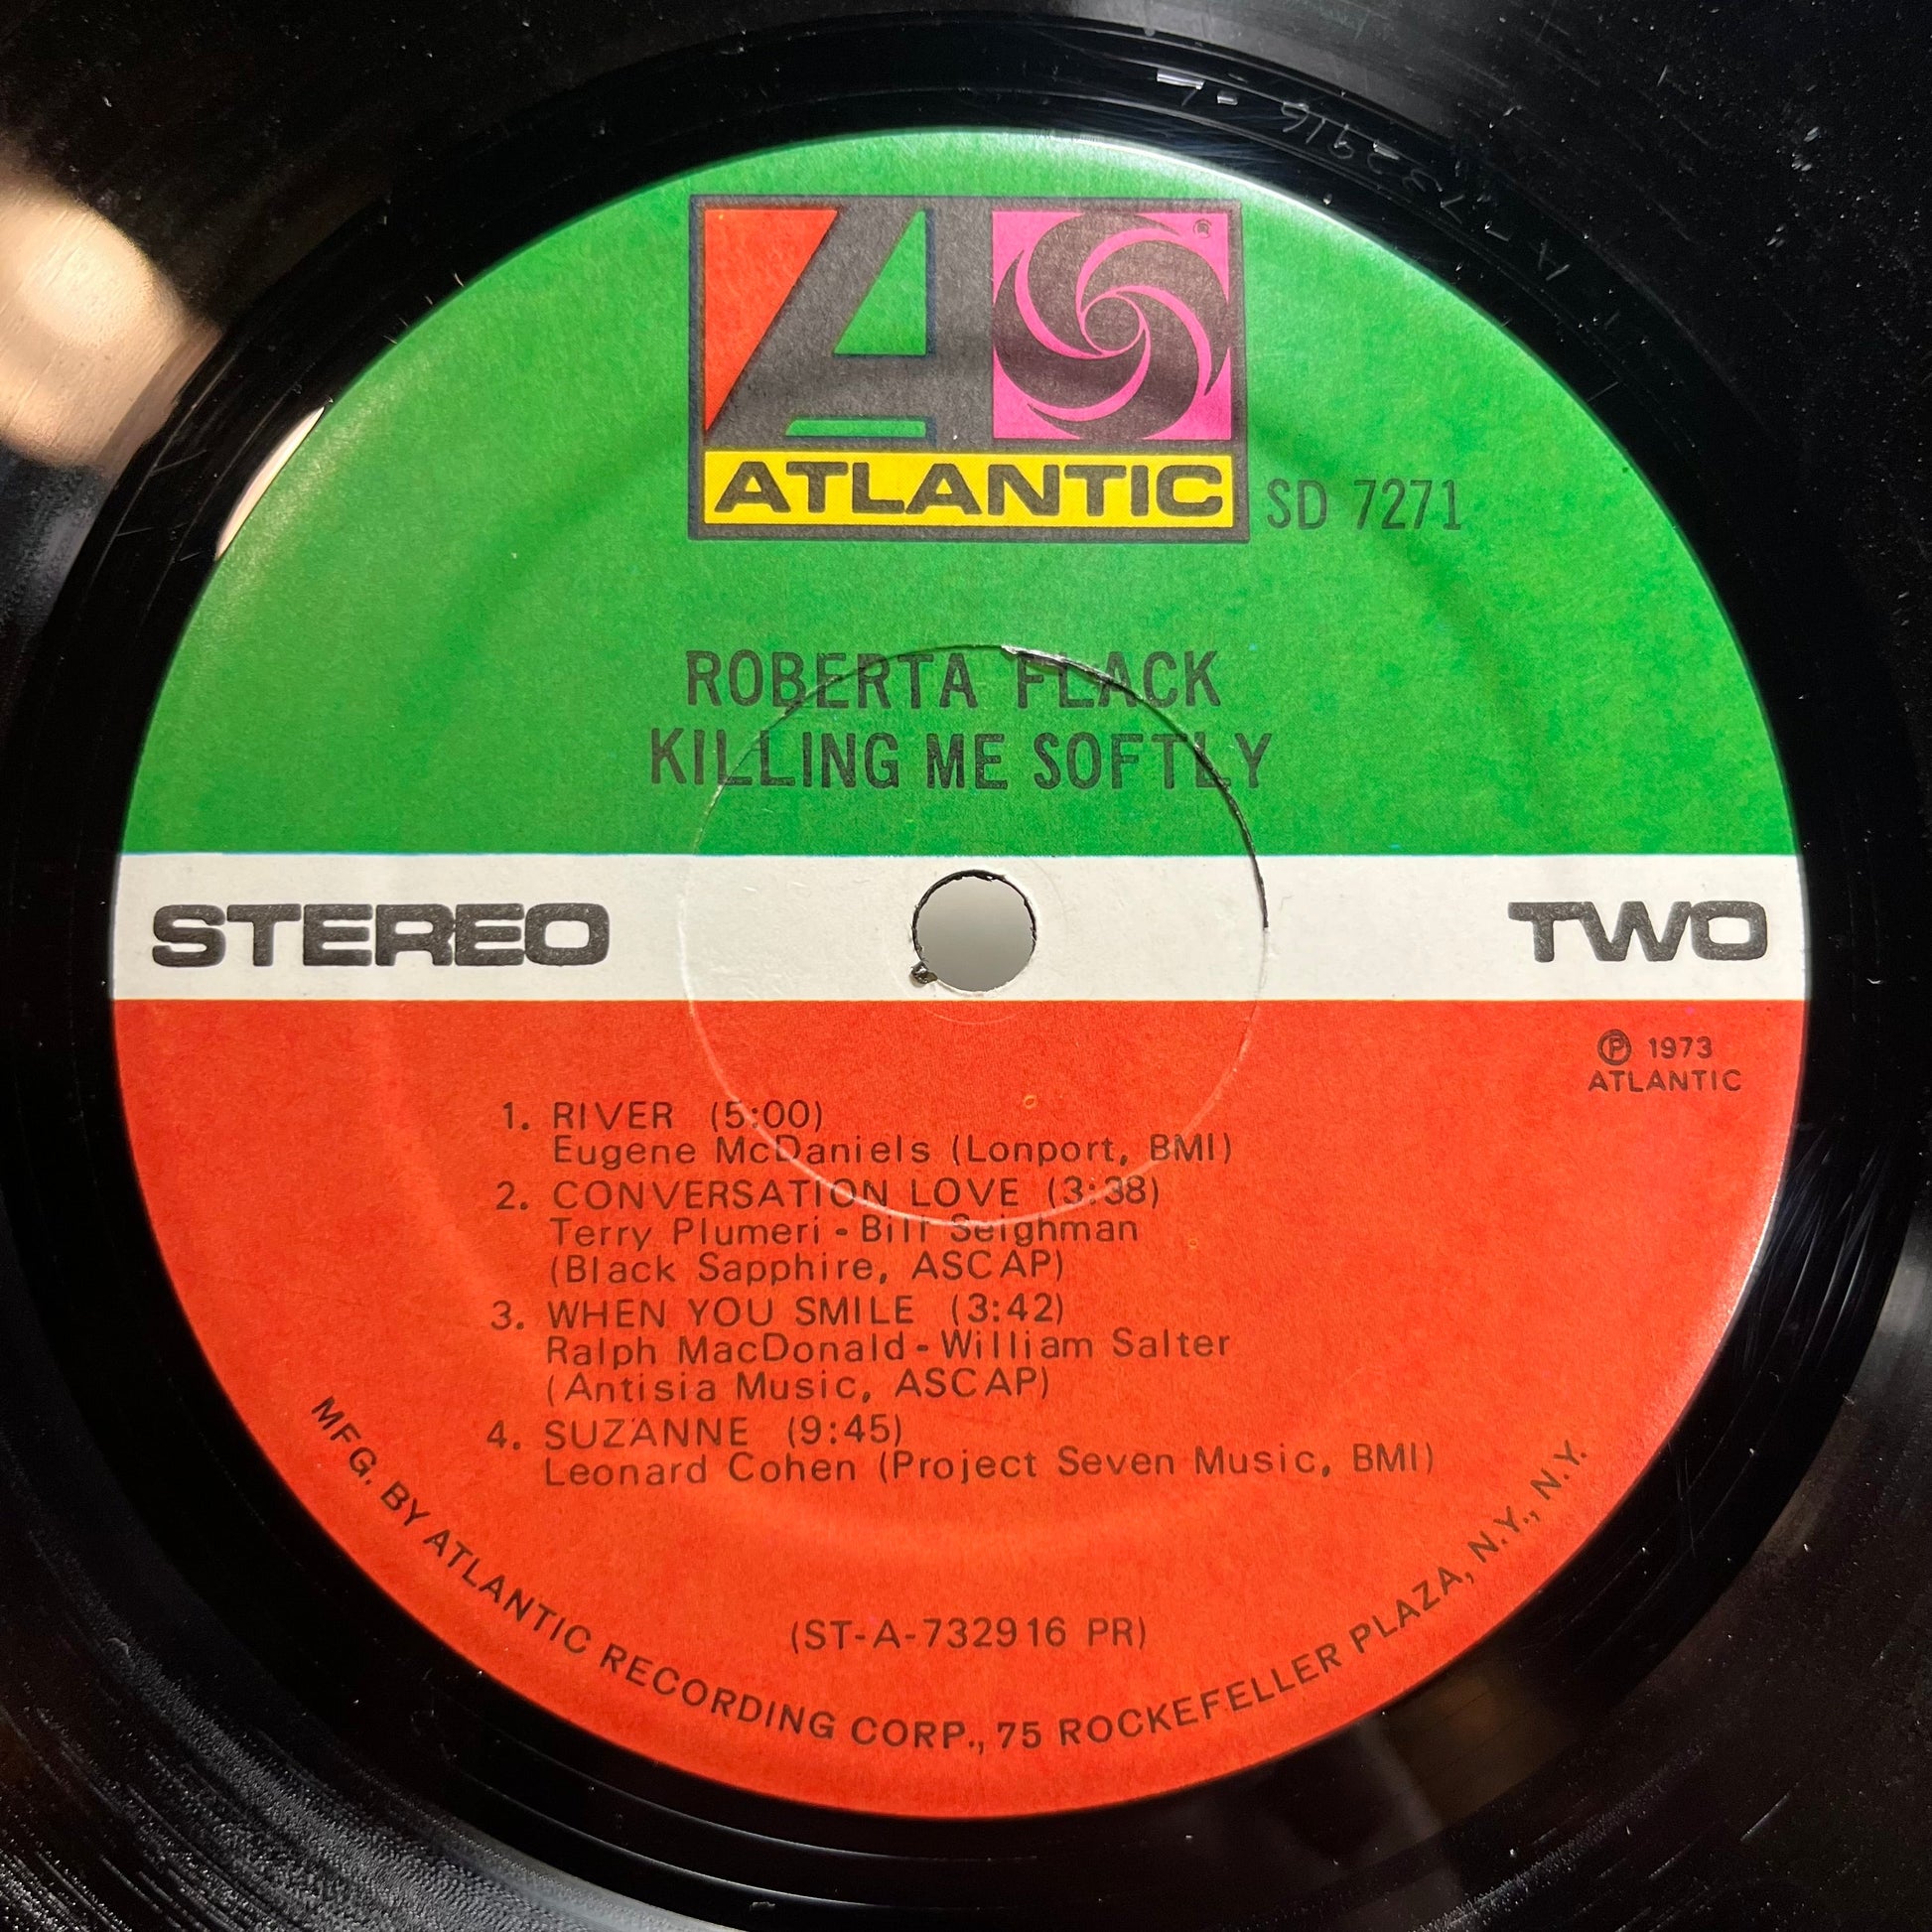 A-732916-L
ATLANTIC
SD 7271
ROBERTA FLACK
KILLING ME SOFTLY
STEREO
TWO
Ⓟ 1973
ATLANTIC
1. RIVER (5:00)
Eugene McDaniels (Lonport, BMI)
2. CONVERSATION LOVE (3:38)
Terry Plumeri - Bill Seighman
(Black Sapphire, ASCAP)
3. WHEN YOU SMILE (3:42)
Ralph MacDonald - William Salter
(Antisia Music, ASCAP)
4. SUZANNE (9:45)
Leonard Cohen (Project Seven Music, BMI)
(ST-A-732916 PR)
MFG. BY ATLANTIC RECORDING CORP., 75 ROCKEFELLER PLAZA, N.Y., N.Y.